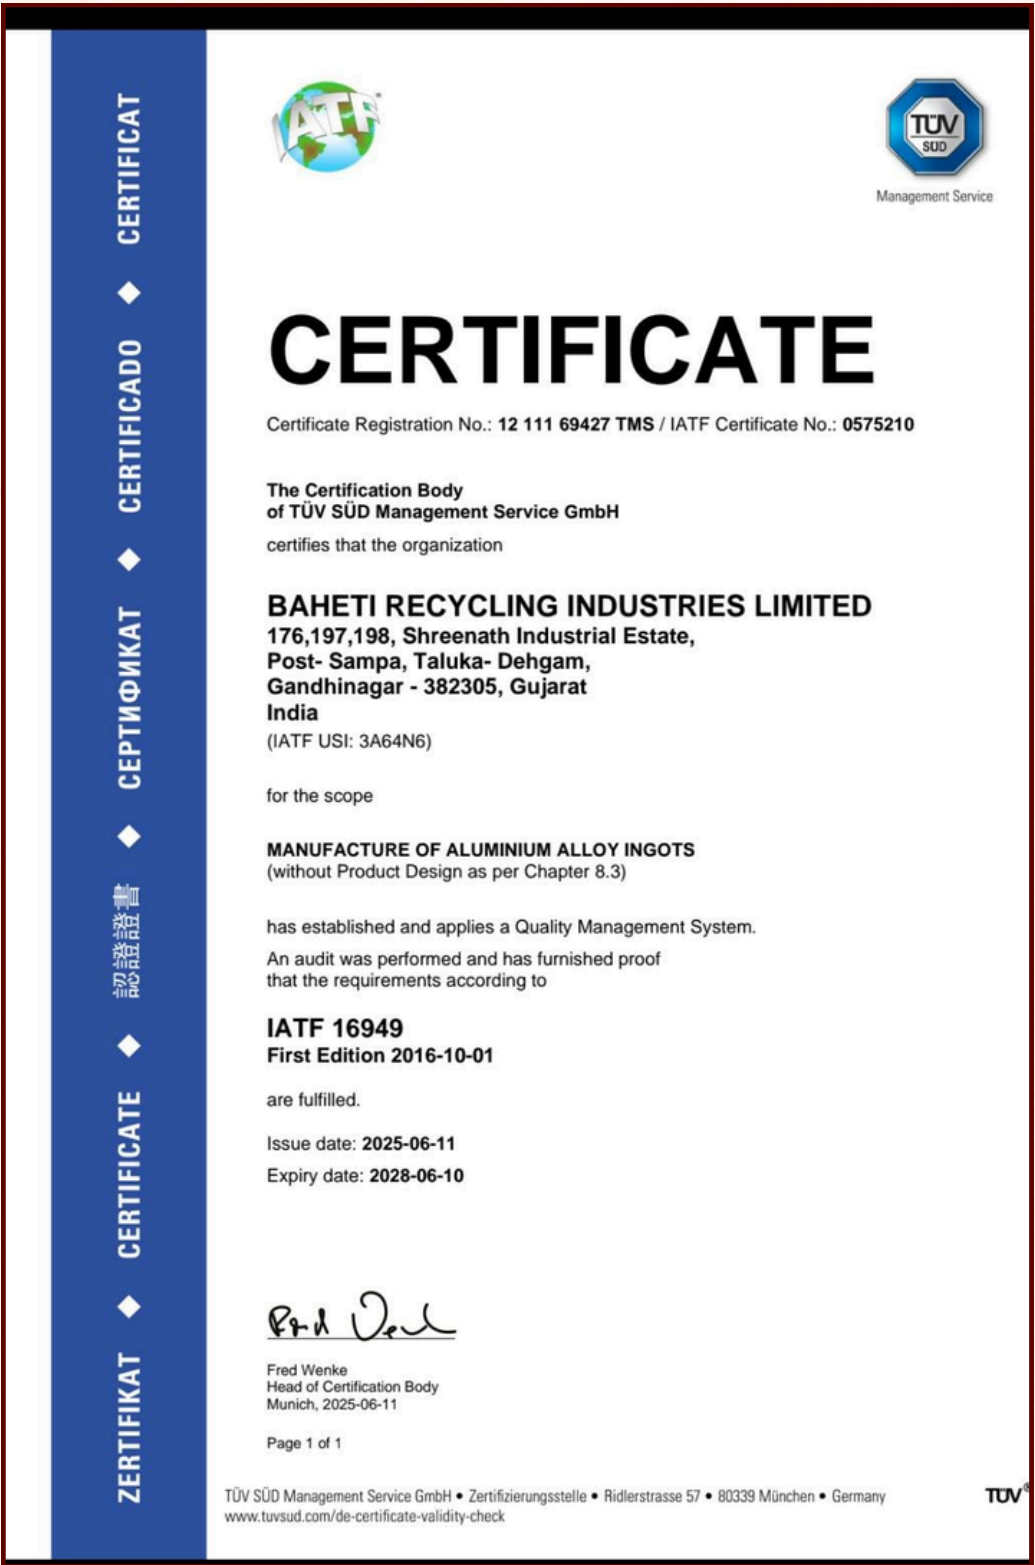 IATF
TÜV
SÜD
Management Service
CERTIFICATE
Certificate Registration No.: 12 111 69427 TMS / IATF Certificate No.: 0575210
The Certification Body
of TÜV SÜD Management Service GmbH
certifies that the organization
BAHETI RECYCLING INDUSTRIES LIMITED
176,197,198, Shreenath Industrial Estate,
Post- Sampa, Taluka- Dehgam,
Gandhinagar - 382305, Gujarat
India
(IATF USI: 3A64N6)
for the scope
MANUFACTURE OF ALUMINIUM ALLOY INGOTS
(without Product Design as per Chapter 8.3)
has established and applies a Quality Management System.
An audit was performed and has furnished proof
that the requirements according to
IATF 16949
First Edition 2016-10-01
are fulfilled.
Issue date: 2025-06-11
Expiry date: 2028-06-10
Fred Wenke
Head of Certification Body
Munich, 2025-06-11
Page 1 of 1
TÜV SÜD Management Service GmbH • Zertifizierungsstelle • Ridlerstrasse 57 • 80339 München • Germany
www.tuvsud.com/de-certificate-validity-check
TÜV®
ZERTIFIKAT ◆ CERTIFICATE ◆ 認證證書 ◆ СЕРТИФИКАТ ◆ CERTIFICADO ◆ CERTIFICAT